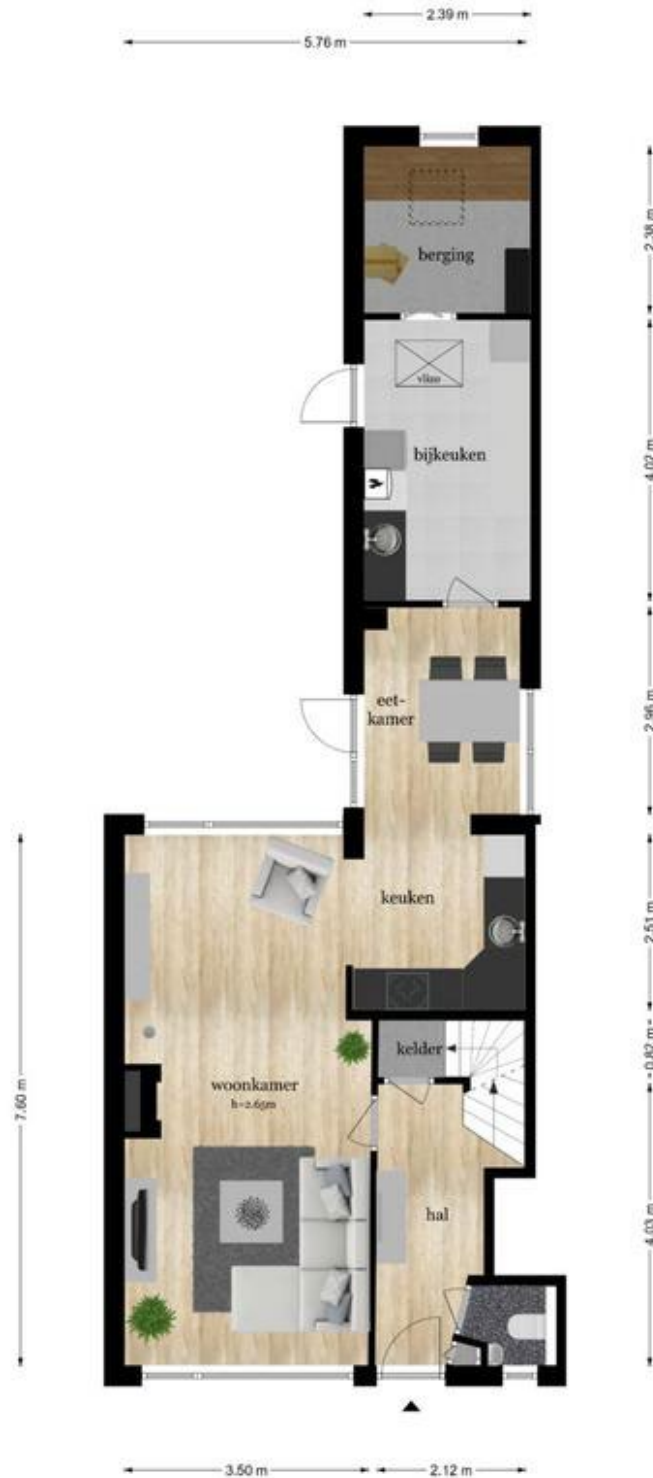 2.39 m
5.76 m
berging
2.38 m
vliso
bijkeuken
4.02 m
eet-
kamer
2.96 m
keuken
2.51 m
kelder
0.82 m
woonkamer
h=2.65m
7.60 m
hal
4.03 m
3.50 m
2.12 m